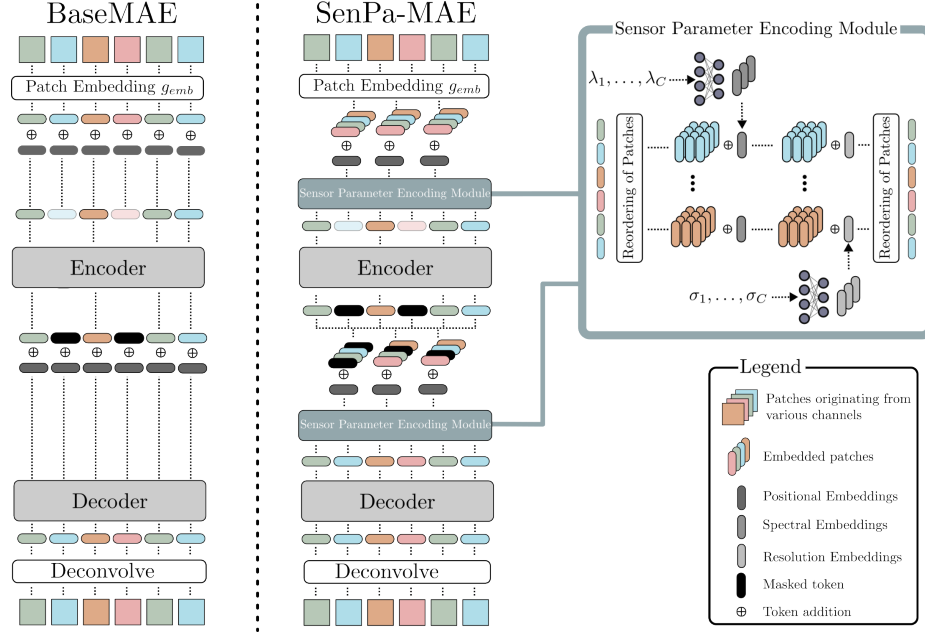 BaseMAE
Patch Embedding g_emb
⊕ ⊕ ⊕ ⊕ ⊕ ⊕
Encoder
⊕ ⊕ ⊕ ⊕ ⊕ ⊕
Decoder
Deconvolve
SenPa-MAE
Patch Embedding g_emb
⊕ ⊕ ⊕
Sensor Parameter Encoding Module
Encoder
⊕ ⊕ ⊕
Sensor Parameter Encoding Module
Decoder
Deconvolve
Sensor Parameter Encoding Module
λ₁, . . . , λ_C
Reordering of Patches
⊕ ⊕
⊕ ⊕
Reordering of Patches
σ₁, . . . , σ_C
Legend
Patches originating from
various channels
Embedded patches
Positional Embeddings
Spectral Embeddings
Resolution Embeddings
Masked token
⊕ Token addition